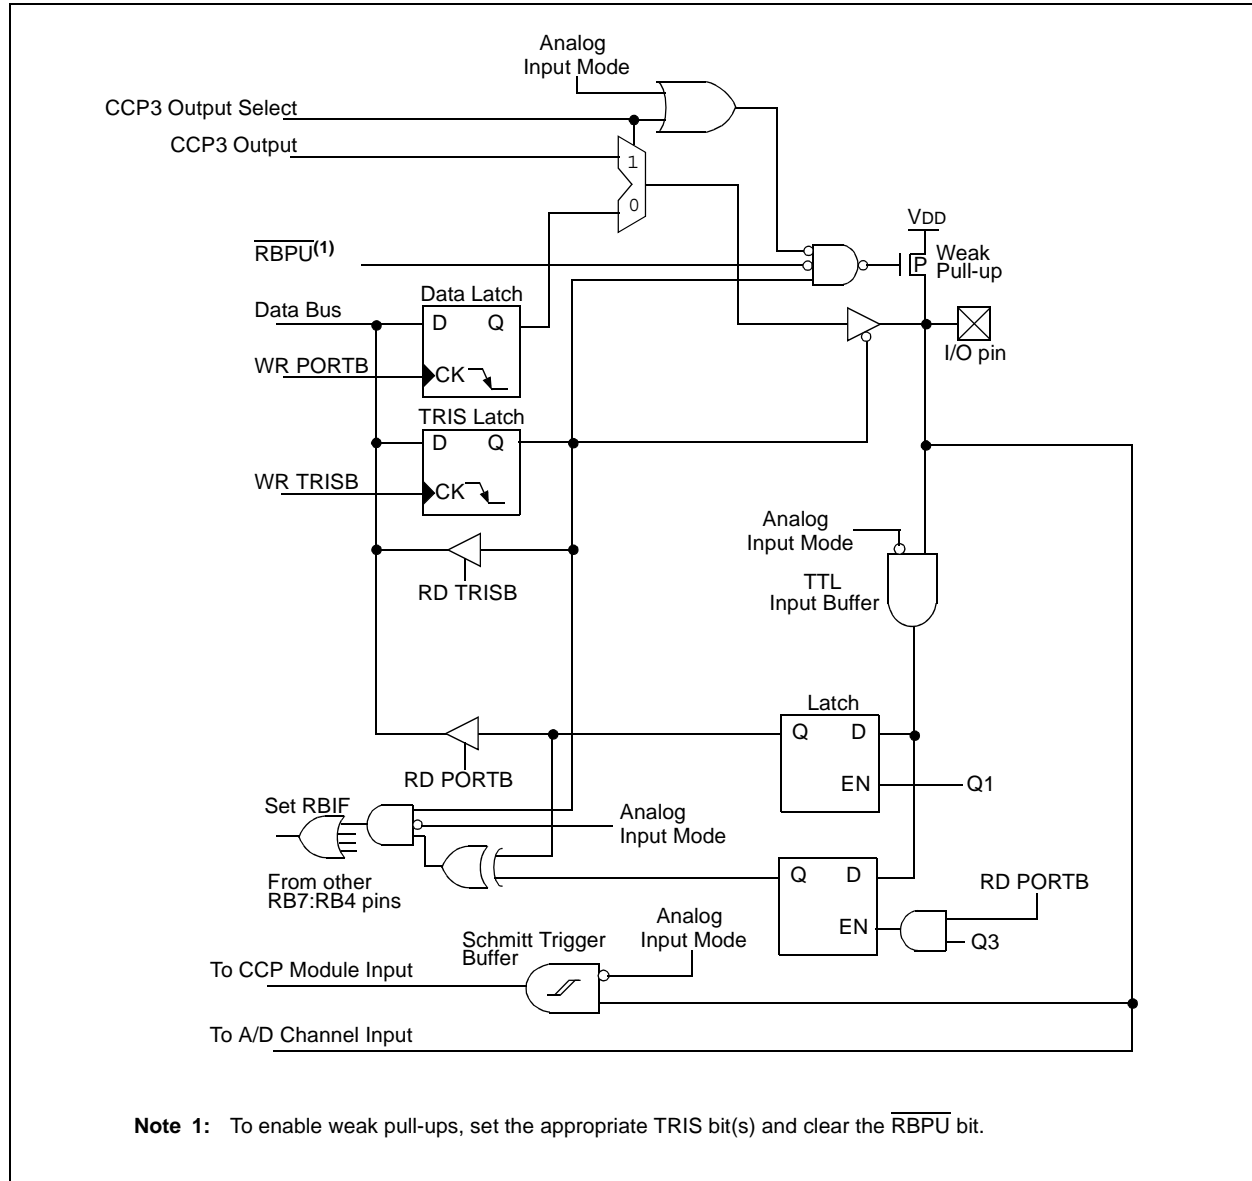 Analog
Input Mode
CCP3 Output Select
CCP3 Output
1
0
VDD
RBPU(1)
P
Weak
Pull-up
Data Latch
Data Bus
D Q
I/O pin
WR PORTB
CK
TRIS Latch
D Q
WR TRISB
CK
Analog
Input Mode
TTL
Input Buffer
RD TRISB
Latch
Q D
EN
Q1
RD PORTB
Set RBIF
Analog
Input Mode
From other
RB7:RB4 pins
Q D
EN
RD PORTB
Q3
Analog
Input Mode
Schmitt Trigger
Buffer
To CCP Module Input
To A/D Channel Input
Note 1: To enable weak pull-ups, set the appropriate TRIS bit(s) and clear the RBPU bit.